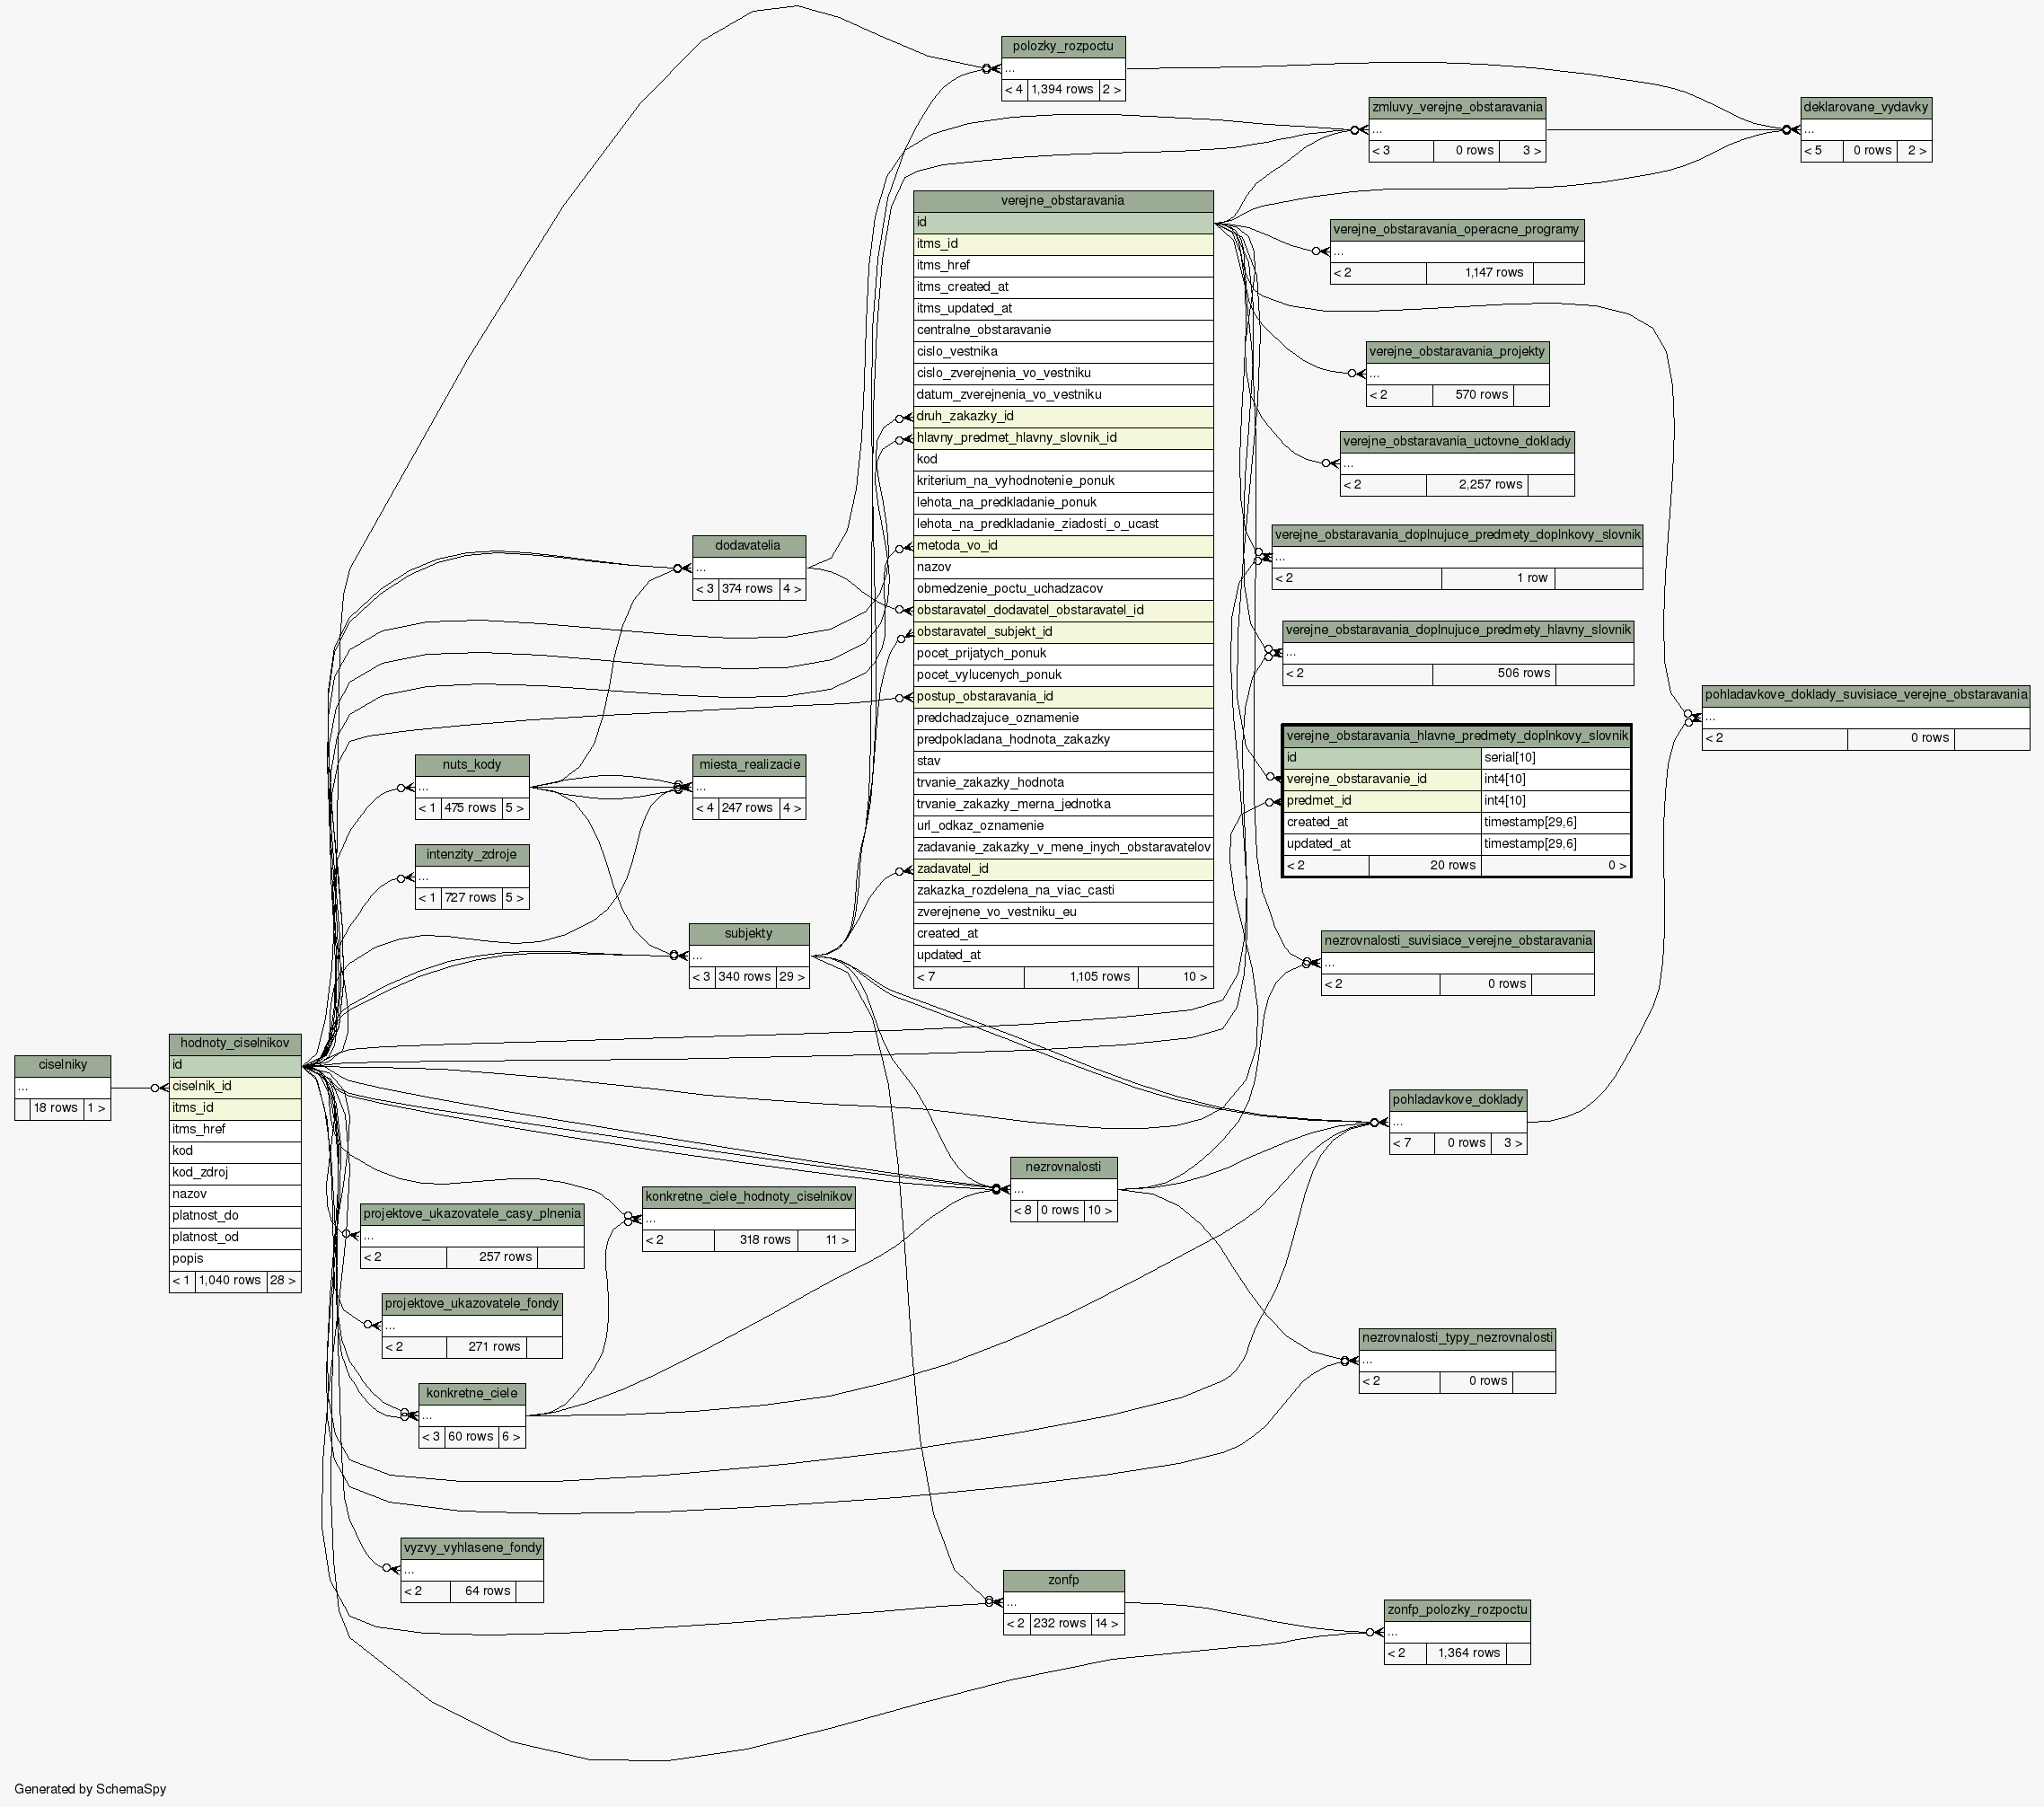 polozky_rozpoctu
...
< 4 1,394 rows 2 >
zmluvy_verejne_obstaravania
...
< 3 0 rows 3 >
deklarovane_vydavky
...
< 5 0 rows 2 >
verejne_obstaravania
id
itms_id
itms_href
itms_created_at
itms_updated_at
centralne_obstaravanie
cislo_vestnika
cislo_zverejnenia_vo_vestniku
datum_zverejnenia_vo_vestniku
druh_zakazky_id
hlavny_predmet_hlavny_slovnik_id
kod
kriterium_na_vyhodnotenie_ponuk
lehota_na_predkladanie_ponuk
lehota_na_predkladanie_ziadosti_o_ucast
metoda_vo_id
nazov
obmedzenie_poctu_uchadzacov
obstaravatel_dodavatel_obstaravatel_id
obstaravatel_subjekt_id
pocet_prijatych_ponuk
pocet_vylucenych_ponuk
postup_obstaravania_id
predchadzajuce_oznamenie
predpokladana_hodnota_zakazky
stav
trvanie_zakazky_hodnota
trvanie_zakazky_merna_jednotka
url_odkaz_oznamenie
zadavanie_zakazky_v_mene_inych_obstaravatelov
zadavatel_id
zakazka_rozdelena_na_viac_casti
zverejnene_vo_vestniku_eu
created_at
updated_at
< 7 1,105 rows 10 >
verejne_obstaravania_operacne_programy
...
< 2 1,147 rows
verejne_obstaravania_projekty
...
< 2 570 rows
verejne_obstaravania_uctovne_doklady
...
< 2 2,257 rows
verejne_obstaravania_doplnujuce_predmety_doplnkovy_slovnik
...
< 2 1 row
verejne_obstaravania_doplnujuce_predmety_hlavny_slovnik
...
< 2 506 rows
pohladavkove_doklady_suvisiace_verejne_obstaravania
...
< 2 0 rows
verejne_obstaravania_hlavne_predmety_doplnkovy_slovnik
id serial[10]
verejne_obstaravanie_id int4[10]
predmet_id int4[10]
created_at timestamp[29,6]
updated_at timestamp[29,6]
< 2 20 rows 0 >
nezrovnalosti_suvisiace_verejne_obstaravania
...
< 2 0 rows
dodavatelia
...
< 3 374 rows 4 >
nuts_kody
...
< 1 475 rows 5 >
miesta_realizacie
...
< 4 247 rows 4 >
intenzity_zdroje
...
< 1 727 rows 5 >
subjekty
...
< 3 340 rows 29 >
ciselniky
...
18 rows 1 >
hodnoty_ciselnikov
id
ciselnik_id
itms_id
itms_href
kod
kod_zdroj
nazov
platnost_do
platnost_od
popis
< 1 1,040 rows 28 >
pohladavkove_doklady
...
< 7 0 rows 3 >
nezrovnalosti
...
< 8 0 rows 10 >
konkretne_ciele_hodnoty_ciselnikov
...
< 2 318 rows 11 >
projektove_ukazovatele_casy_plnenia
...
< 2 257 rows
projektove_ukazovatele_fondy
...
< 2 271 rows
nezrovnalosti_typy_nezrovnalosti
...
< 2 0 rows
konkretne_ciele
...
< 3 60 rows 6 >
vyzvy_vyhlasene_fondy
...
< 2 64 rows
zonfp
...
< 2 232 rows 14 >
zonfp_polozky_rozpoctu
...
< 2 1,364 rows
Generated by SchemaSpy